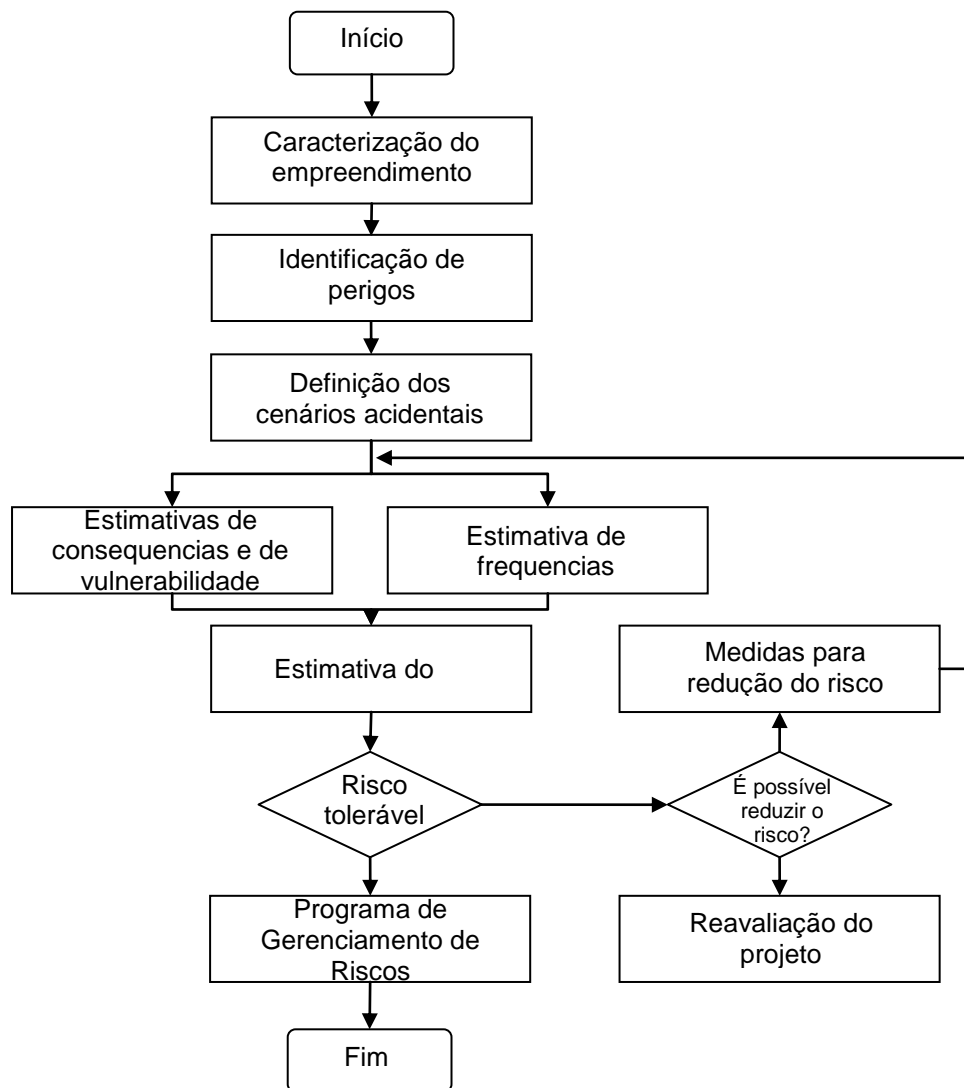 Início
Caracterização do
empreendimento
Identificação de
perigos
Definição dos
cenários acidentais
Estimativas de
consequencias e de
vulnerabilidade
Estimativa de
frequencias
Estimativa do
Medidas para
redução do risco
Risco
tolerável
É possível
reduzir o
risco?
Programa de
Gerenciamento de
Riscos
Reavaliação do
projeto
Fim